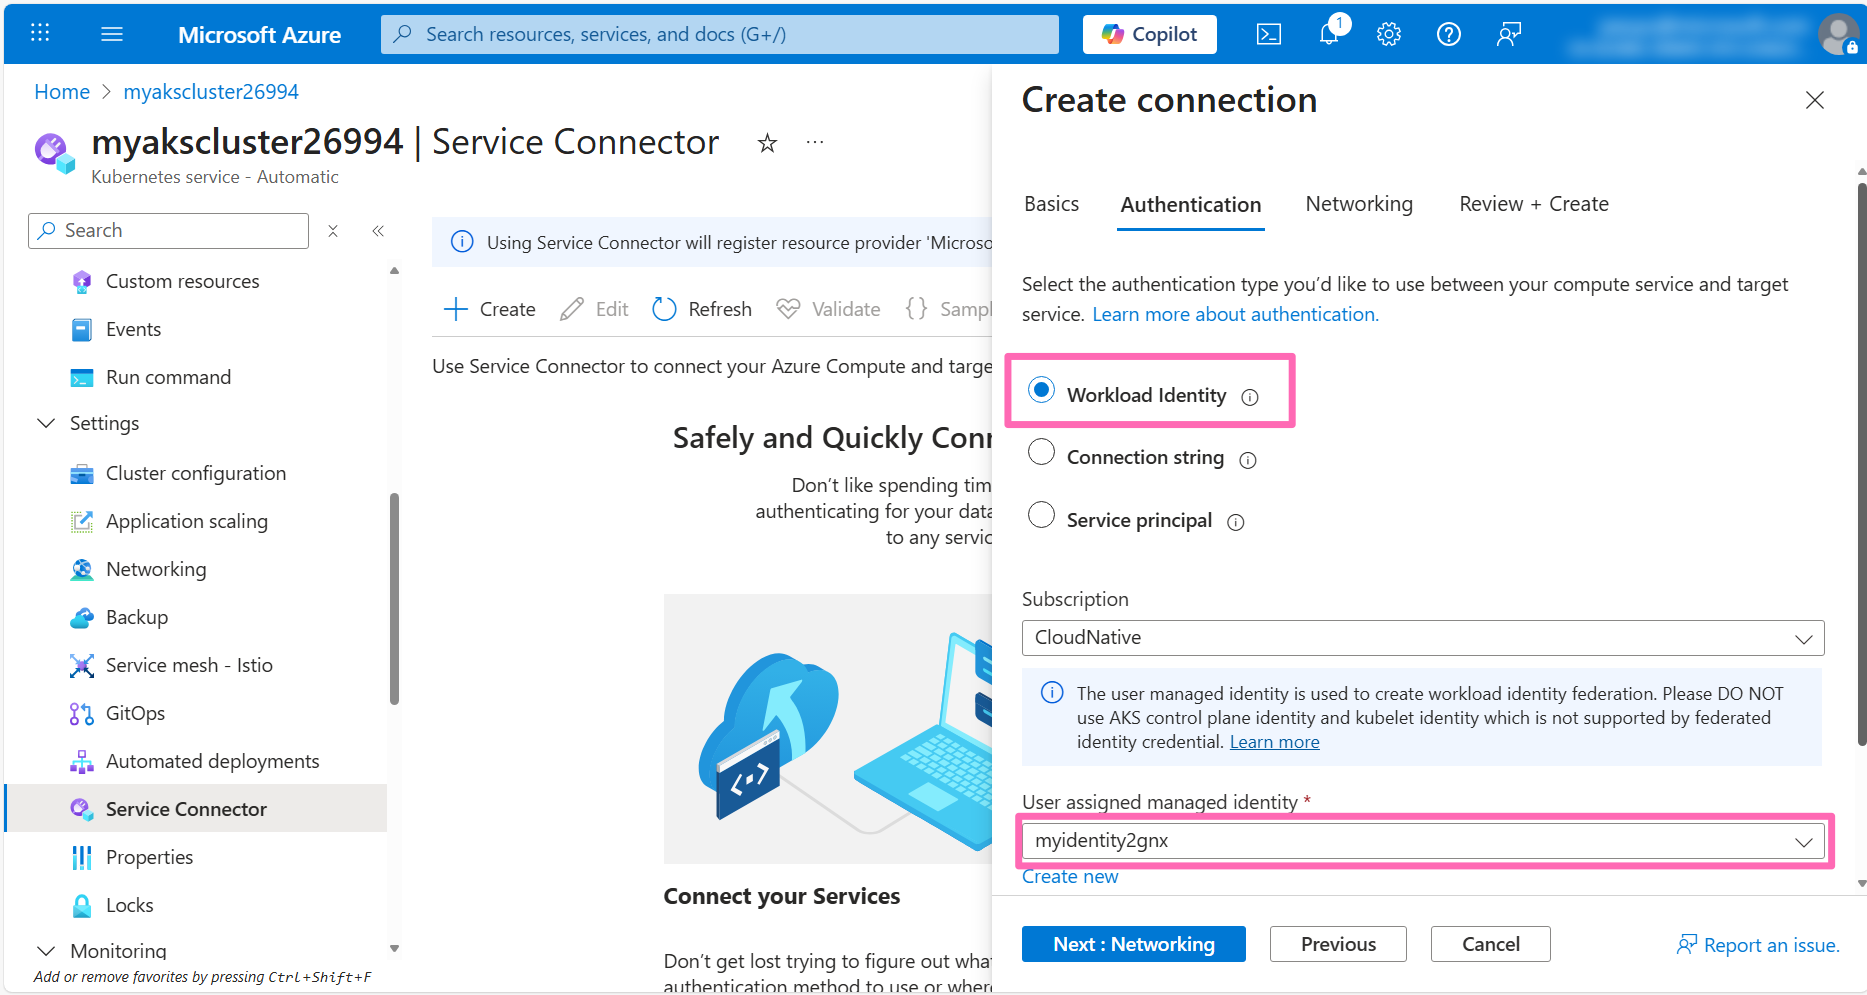 Microsoft Azure
Search resources, services, and docs (G+/)
Copilot
1
Home > myakscluster26994
myakscluster26994 | Service Connector
Kubernetes service - Automatic
Search
Custom resources
Events
Run command
Settings
Cluster configuration
Application scaling
Networking
Backup
Service mesh - Istio
GitOps
Automated deployments
Service Connector
Properties
Locks
Monitoring
Add or remove favorites by pressing Ctrl+Shift+F
Using Service Connector will register resource provider 'Microso
Create
Edit
Refresh
Validate
Sampl
Use Service Connector to connect your Azure Compute and targe
Safely and Quickly Conn
Don't like spending tim
authenticating for your data
to any servic
Connect your Services
Don't get lost trying to figure out wha
authentication method to use or where
Create connection
Basics
Authentication
Networking
Review + Create
Select the authentication type you'd like to use between your compute service and target
service. Learn more about authentication.
Workload Identity
Connection string
Service principal
Subscription
CloudNative
The user managed identity is used to create workload identity federation. Please DO NOT
use AKS control plane identity and kubelet identity which is not supported by federated
identity credential. Learn more
User assigned managed identity *
myidentity2gnx
Create new
Next : Networking
Previous
Cancel
Report an issue.